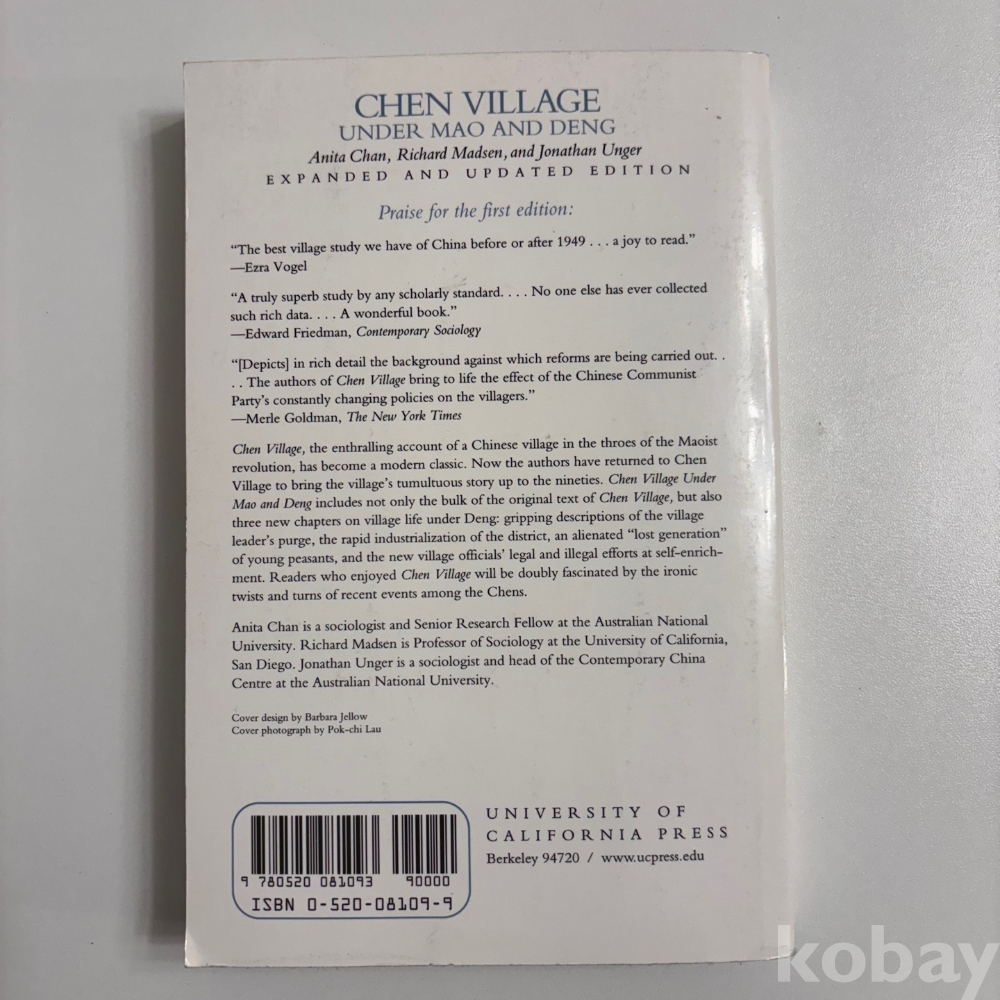 CHEN VILLAGE
UNDER MAO AND DENG
Anita Chan, Richard Madsen, and Jonathan Unger
EXPANDED AND UPDATED EDITION
Praise for the first edition:
“The best village study we have of China before or after 1949 . . . a joy to read.”
—Ezra Vogel
“A truly superb study by any scholarly standard. . . . No one else has ever collected
such rich data. . . . A wonderful book.”
—Edward Friedman, Contemporary Sociology
“[Depicts] in rich detail the background against which reforms are being carried out. .
. . The authors of Chen Village bring to life the effect of the Chinese Communist
Party’s constantly changing policies on the villagers.”
—Merle Goldman, The New York Times
Chen Village, the enthralling account of a Chinese village in the throes of the Maoist
revolution, has become a modern classic. Now the authors have returned to Chen
Village to bring the village’s tumultuous story up to the nineties. Chen Village Under
Mao and Deng includes not only the bulk of the original text of Chen Village, but also
three new chapters on village life under Deng: gripping descriptions of the village
leader’s purge, the rapid industrialization of the district, an alienated “lost generation”
of young peasants, and the new village officials’ legal and illegal efforts at self-enrich-
ment. Readers who enjoyed Chen Village will be doubly fascinated by the ironic
twists and turns of recent events among the Chens.
Anita Chan is a sociologist and Senior Research Fellow at the Australian National
University. Richard Madsen is Professor of Sociology at the University of California,
San Diego. Jonathan Unger is a sociologist and head of the Contemporary China
Centre at the Australian National University.
Cover design by Barbara Jellow
Cover photograph by Pok-chi Lau
UNIVERSITY OF
CALIFORNIA PRESS
Berkeley 94720 / www.ucpress.edu
9 780520 081093 90000
ISBN 0-520-08109-9
kobay